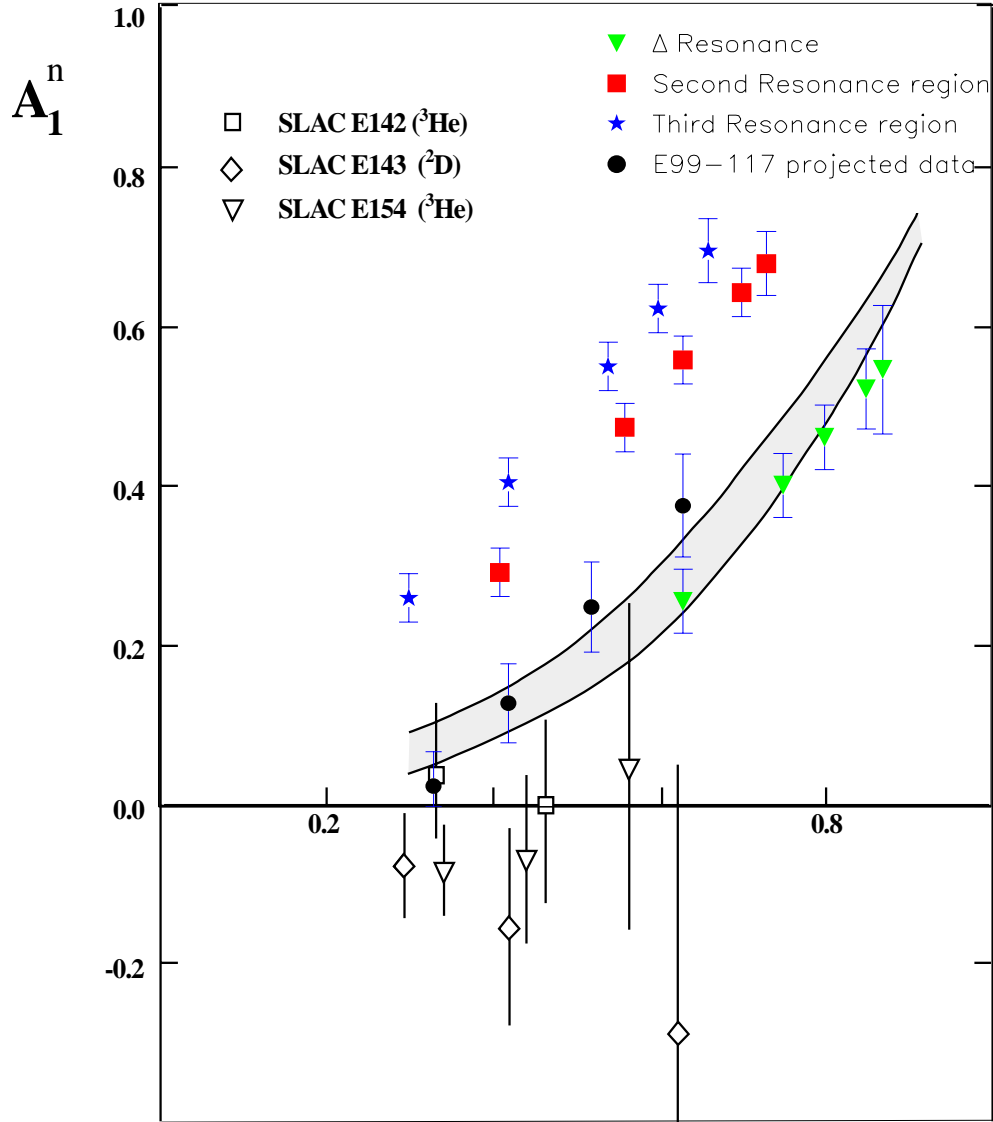 1.0
A₁ⁿ
Δ Resonance
Second Resonance region
Third Resonance region
E99-117 projected data
SLAC E142 (³He)
SLAC E143 (²D)
SLAC E154 (³He)
0.8
0.6
0.4
0.2
0.0
0.2
0.8
-0.2